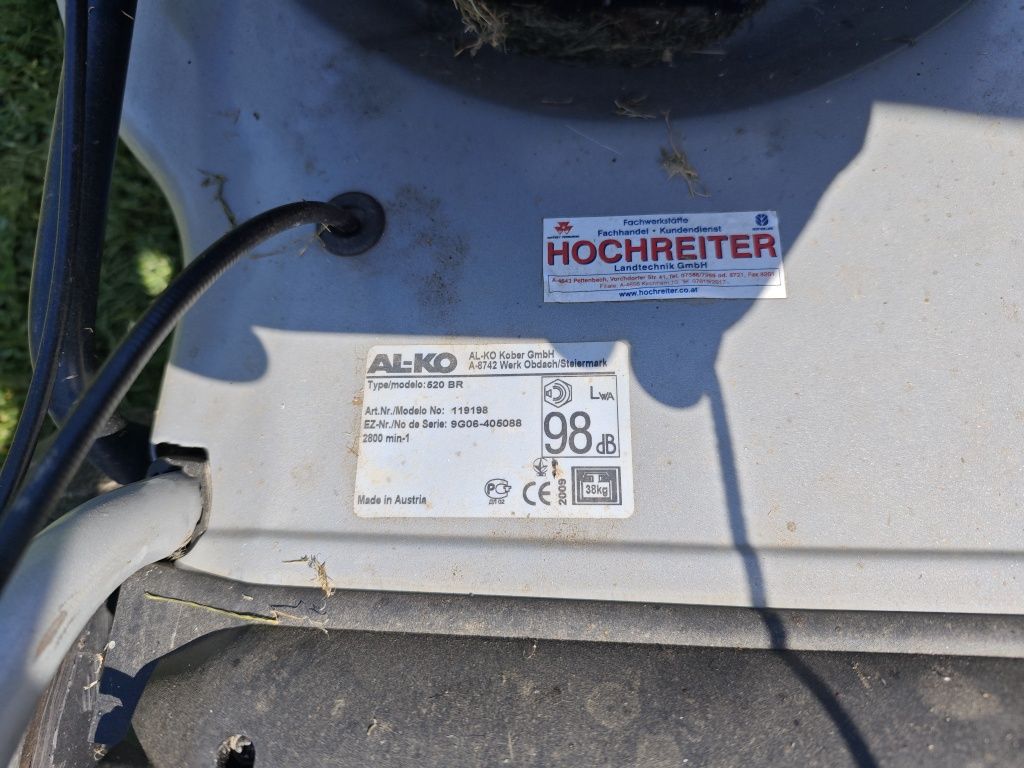 Fachwerkstätte
Fachhandel · Kundendienst
HOCHREITER
Landtechnik GmbH
www.hochreiter.co.at
AL-KO
AL-KO Kober GmbH
A-8742 Werk Obdach/Steiermark
Type/modelo: 520 BR
Art.Nr./Modelo No: 119198
EZ-Nr./No de Serie: 9G06-405088
2800 min-1
LWA
98 dB
Made in Austria
CE
2009
38kg